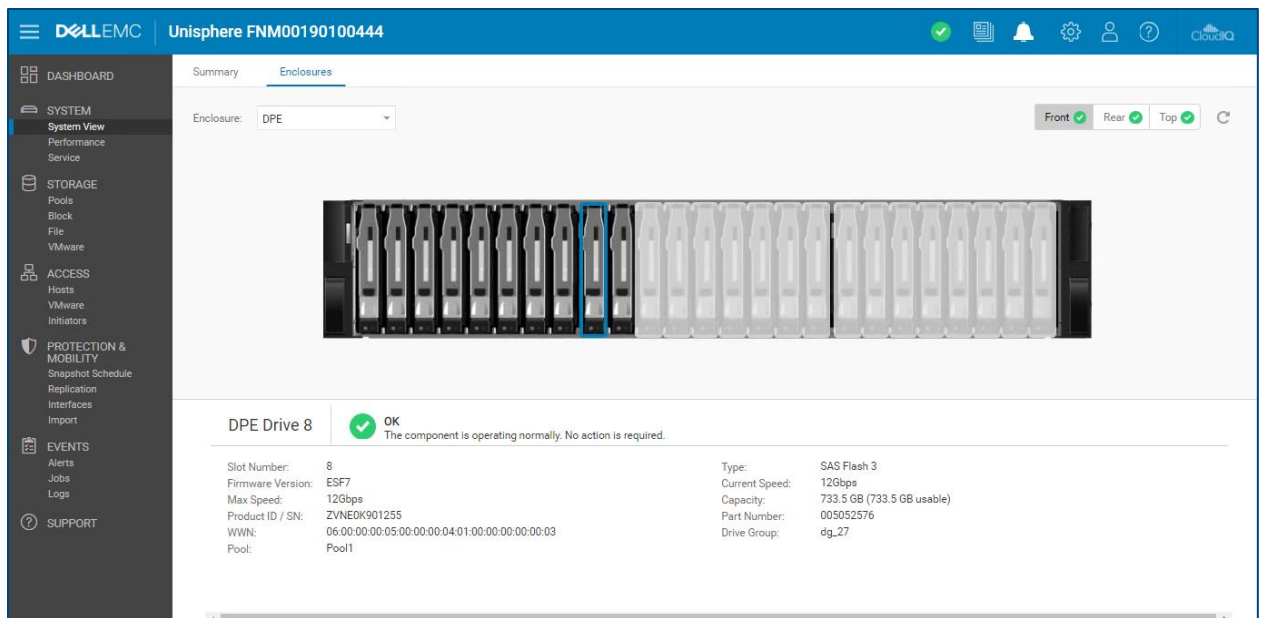 DELLEMC Unisphere FNM00190100444 CloudIQ
DASHBOARD
SYSTEM
System View
Performance
Service
STORAGE
Pools
Block
File
VMware
ACCESS
Hosts
VMware
Initiators
PROTECTION &
MOBILITY
Snapshot Schedule
Replication
Interfaces
Import
EVENTS
Alerts
Jobs
Logs
SUPPORT
Summary Enclosures
Enclosure: DPE Front Rear Top
DPE Drive 8
OK
The component is operating normally. No action is required.
Slot Number: 8
Firmware Version: ESF7
Max Speed: 12Gbps
Product ID / SN: ZVNE0K901255
WWN: 06:00:00:00:05:00:00:00:04:01:00:00:00:00:00:03
Pool: Pool1
Type: SAS Flash 3
Current Speed: 12Gbps
Capacity: 733.5 GB (733.5 GB usable)
Part Number: 005052576
Drive Group: dg_27